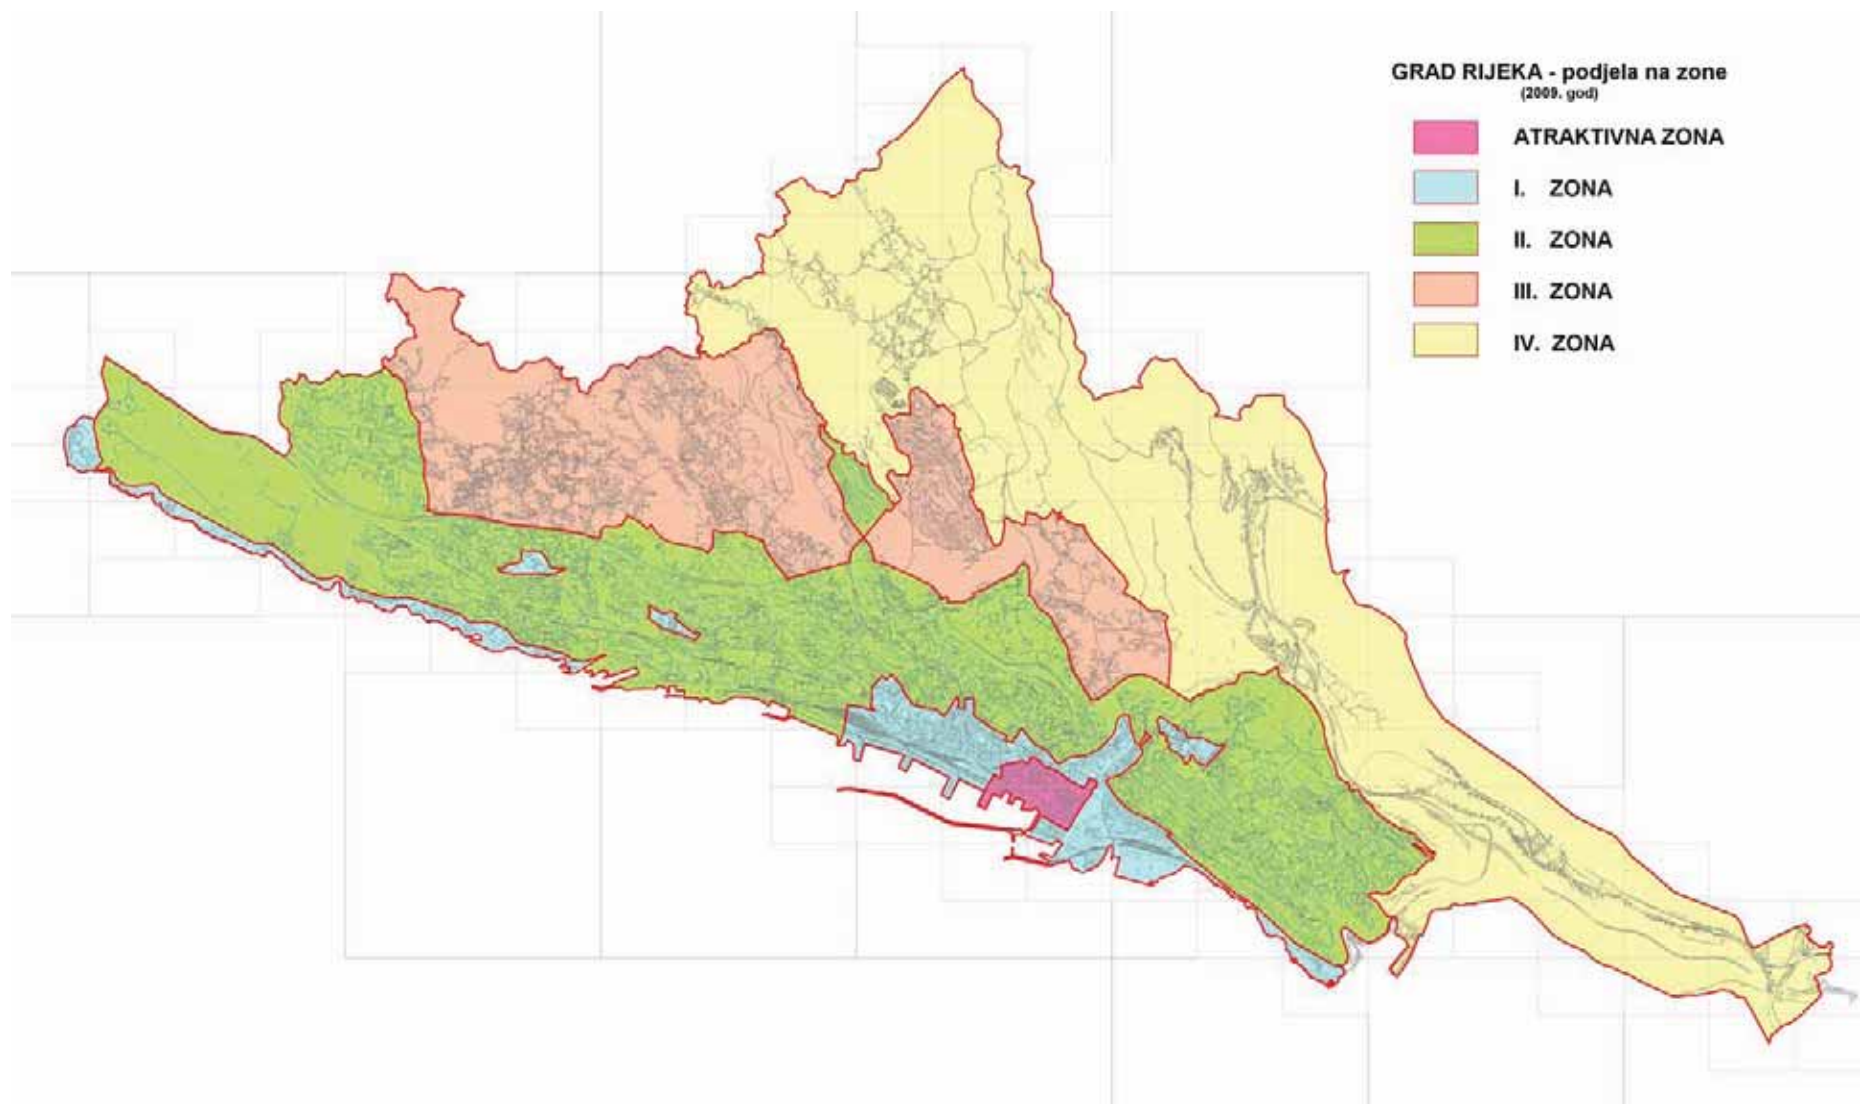 GRAD RIJEKA - podjela na zone
(2009. god)
ATRAKTIVNA ZONA
I. ZONA
II. ZONA
III. ZONA
IV. ZONA